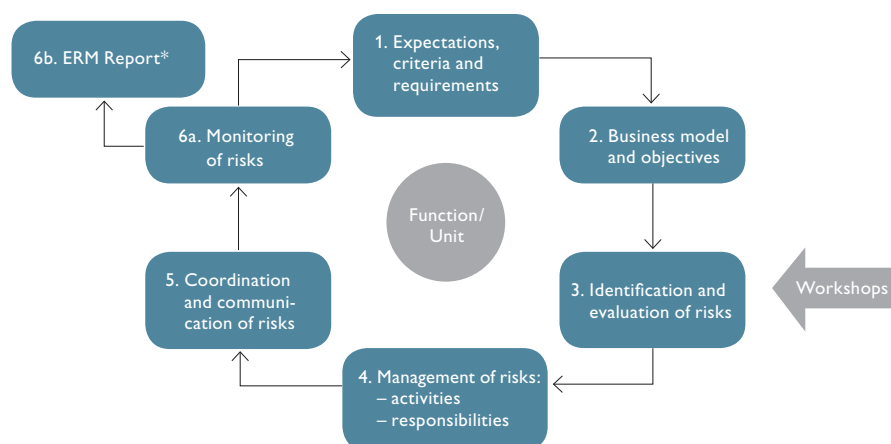 6b. ERM Report*
1. Expectations,
criteria and
requirements
6a. Monitoring
of risks
2. Business model
and objectives
Function/
Unit
5. Coordination
and communi-
cation of risks
3. Identification and
evaluation of risks
Workshops
4. Management of risks:
– activities
– responsibilities